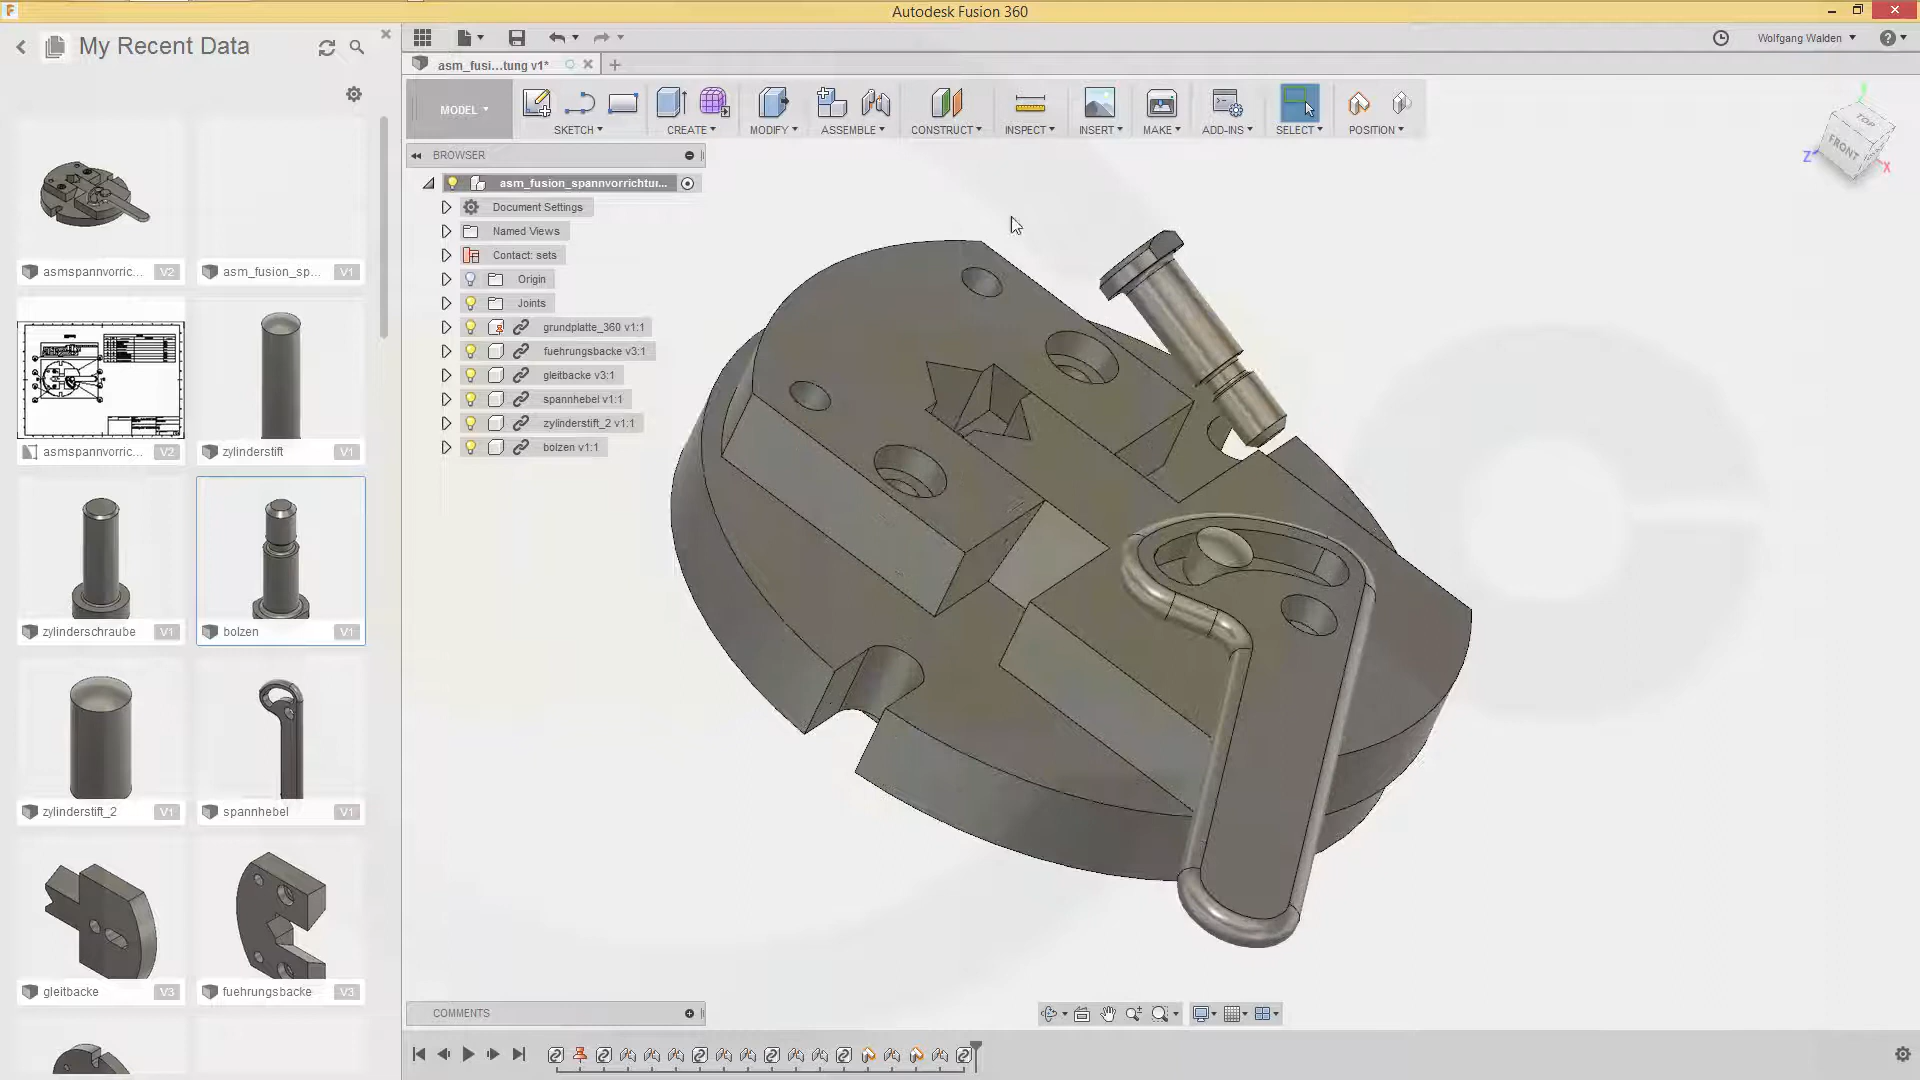 Autodesk Fusion 360
My Recent Data
Wolfgang Walden
asm_fusi...tung v1*
MODEL
SKETCH
CREATE
MODIFY
ASSEMBLE
CONSTRUCT
INSPECT
INSERT
MAKE
ADD-INS
SELECT
POSITION
TOP
FRONT
Z
X
BROWSER
asm_fusion_spannvorrichtur...
Document Settings
Named Views
Contact: sets
Origin
Joints
grundplatte_360 v1:1
fuehrungsbacke v3:1
gleitbacke v3:1
spannhebel v1:1
zylinderstift_2 v1:1
bolzen v1:1
asmspannvorric... V2
asm_fusion_sp... V1
asmspannvorric... V2
zylinderstift V1
zylinderschraube V1
bolzen V1
zylinderstift_2 V1
spannhebel V1
gleitbacke V3
fuehrungsbacke V3
COMMENTS